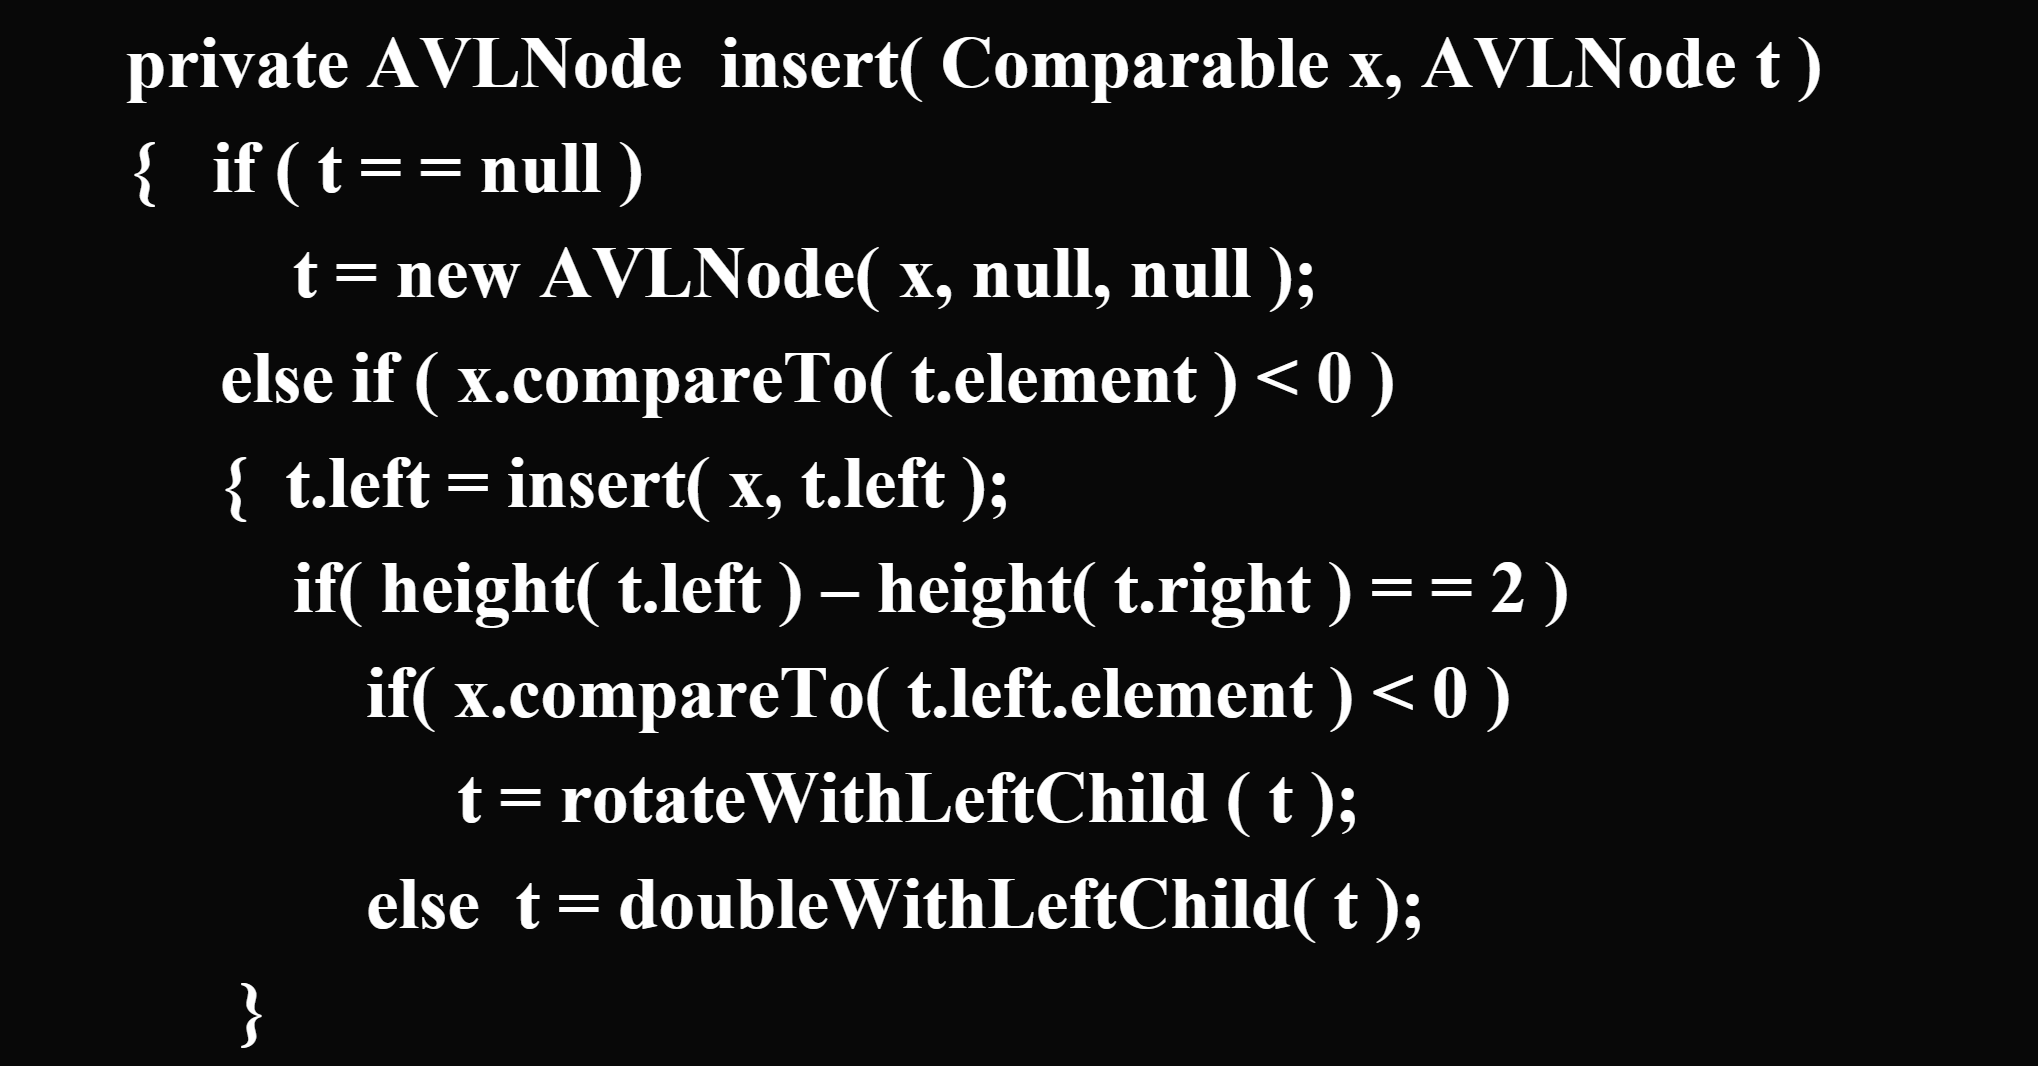 private AVLNode insert( Comparable x, AVLNode t )
{ if ( t = = null )
t = new AVLNode( x, null, null );
else if ( x.compareTo( t.element ) < 0 )
{ t.left = insert( x, t.left );
if( height( t.left ) – height( t.right ) = = 2 )
if( x.compareTo( t.left.element ) < 0 )
t = rotateWithLeftChild ( t );
else t = doubleWithLeftChild( t );
}